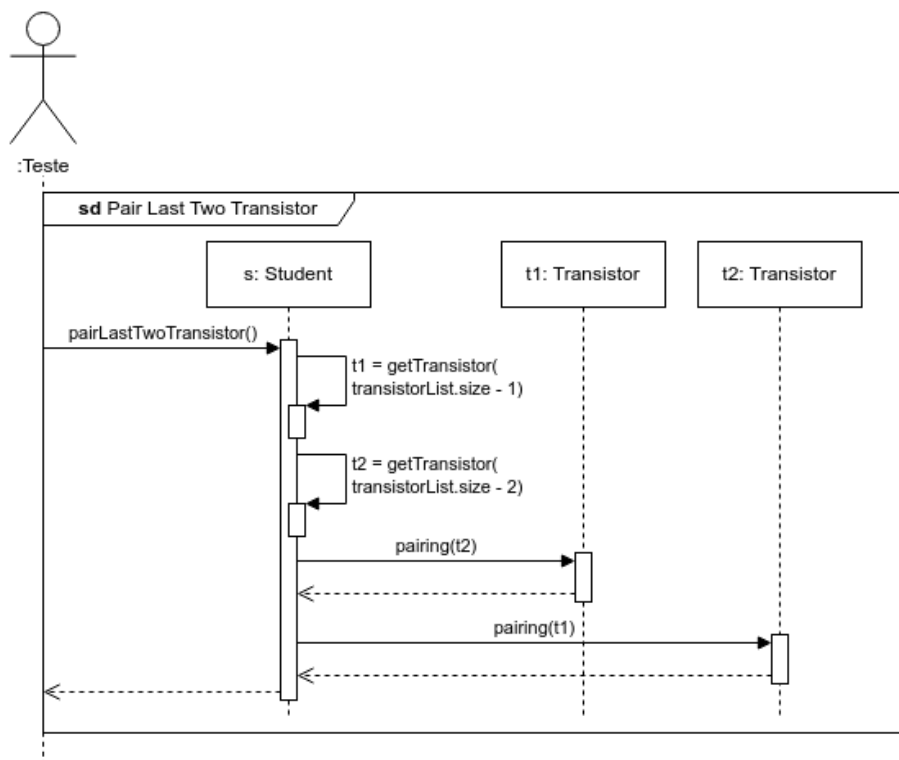 :Teste
sd Pair Last Two Transistor
s: Student
t1: Transistor
t2: Transistor
pairLastTwoTransistor()
t1 = getTransistor(
transistorList.size - 1)
t2 = getTransistor(
transistorList.size - 2)
pairing(t2)
pairing(t1)